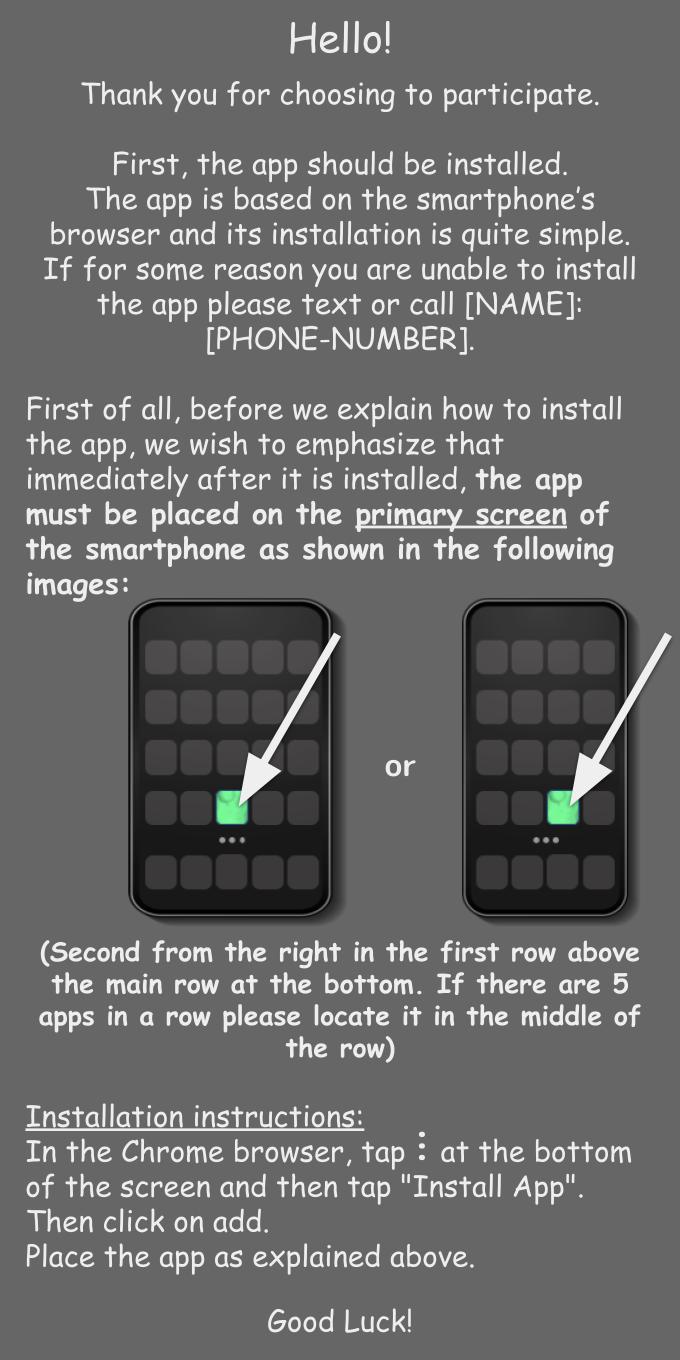 Hello!
Thank you for choosing to participate.
First, the app should be installed.
The app is based on the smartphone's
browser and its installation is quite simple.
If for some reason you are unable to install
the app please text or call [NAME]:
[PHONE-NUMBER].
First of all, before we explain how to install
the app, we wish to emphasize that
immediately after it is installed, the app
must be placed on the primary screen of
the smartphone as shown in the following
images:
or
(Second from the right in the first row above
the main row at the bottom. If there are 5
apps in a row please locate it in the middle of
the row)
Installation instructions:
In the Chrome browser, tap ⋮ at the bottom
of the screen and then tap "Install App".
Then click on add.
Place the app as explained above.
Good Luck!